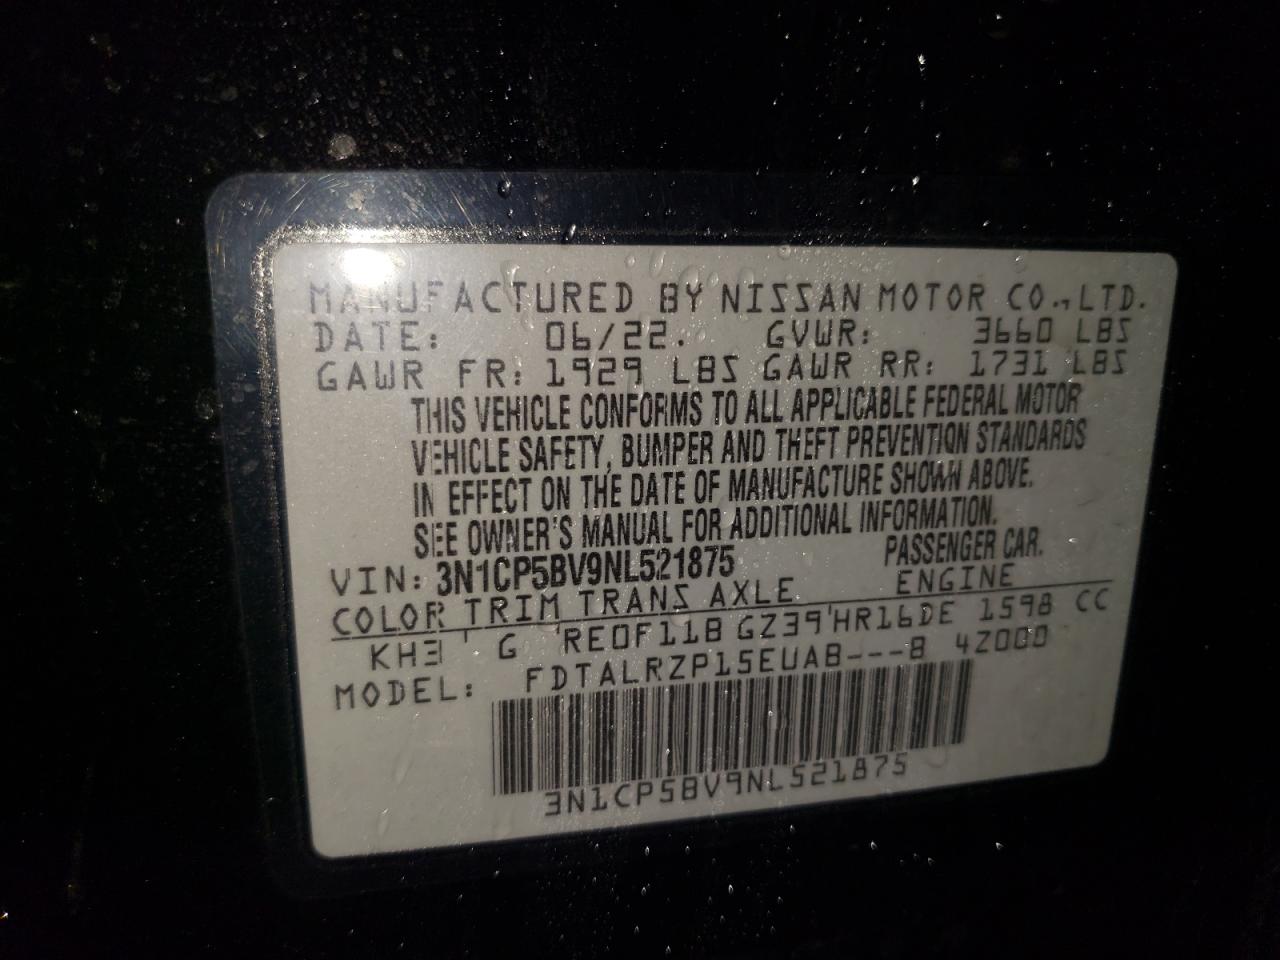 MANUFACTURED BY NISSAN MOTOR CO., LTD.
DATE: 06/22. GVWR: 3660 LBS
GAWR FR: 1929 LBS GAWR RR: 1731 LBS
THIS VEHICLE CONFORMS TO ALL APPLICABLE FEDERAL MOTOR
VEHICLE SAFETY, BUMPER AND THEFT PREVENTION STANDARDS
IN EFFECT ON THE DATE OF MANUFACTURE SHOWN ABOVE.
SEE OWNER'S MANUAL FOR ADDITIONAL INFORMATION.
VIN: 3N1CP5BV9NL521875 PASSENGER CAR.
COLOR TRIM TRANS AXLE ENGINE
KH3 G RE0F11B GZ39 HR16DE 1598 CC
MODEL: FDTALRZP15EUAB---B 4Z000
3N1CP5BV9NL521875